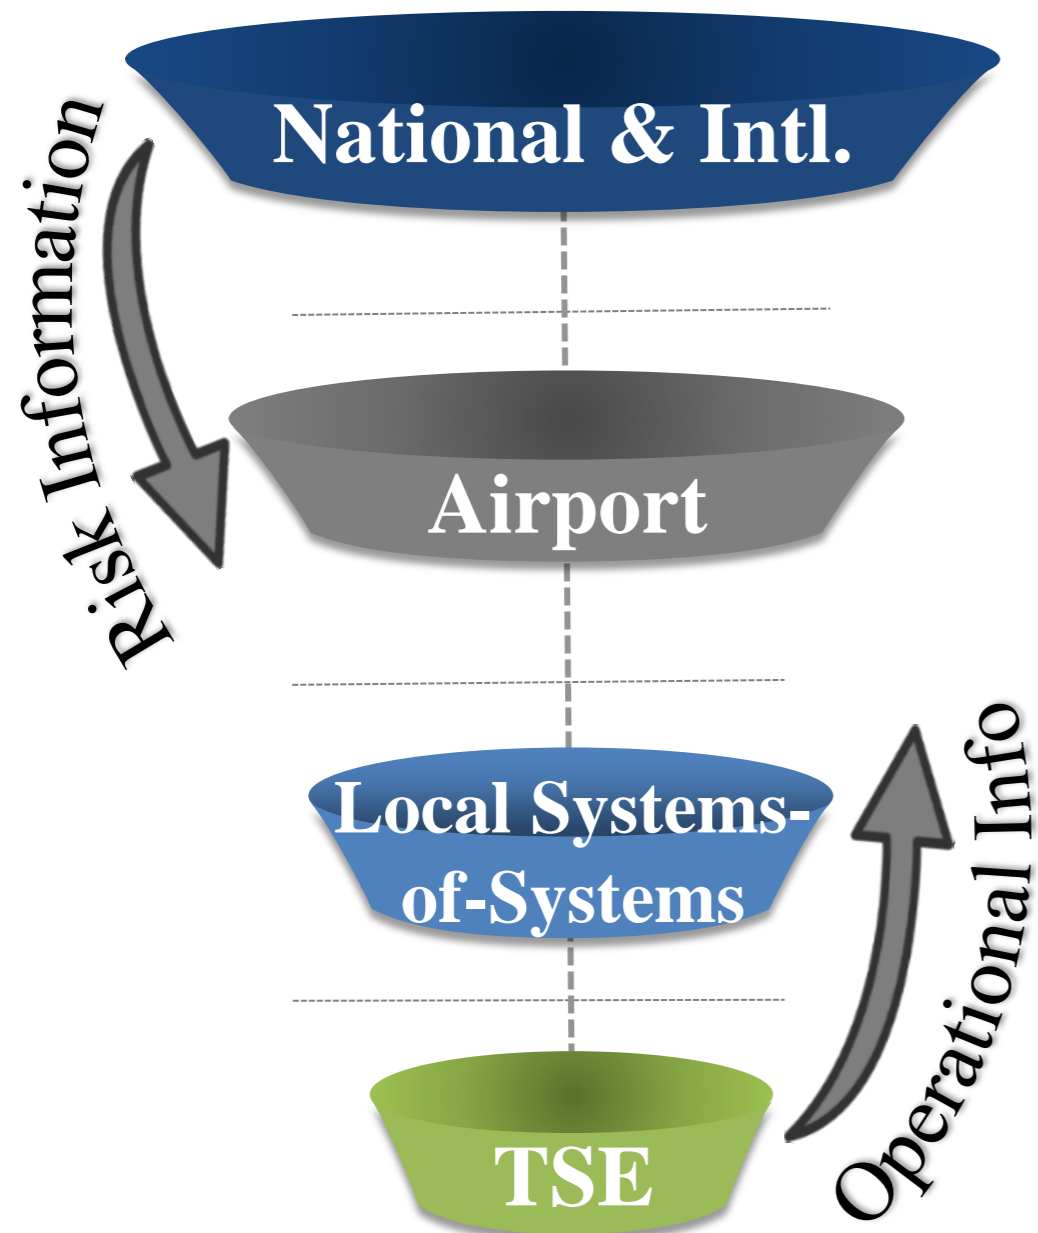 National & Intl.
Risk Information
Airport
Local Systems-
of-Systems
Operational Info
TSE